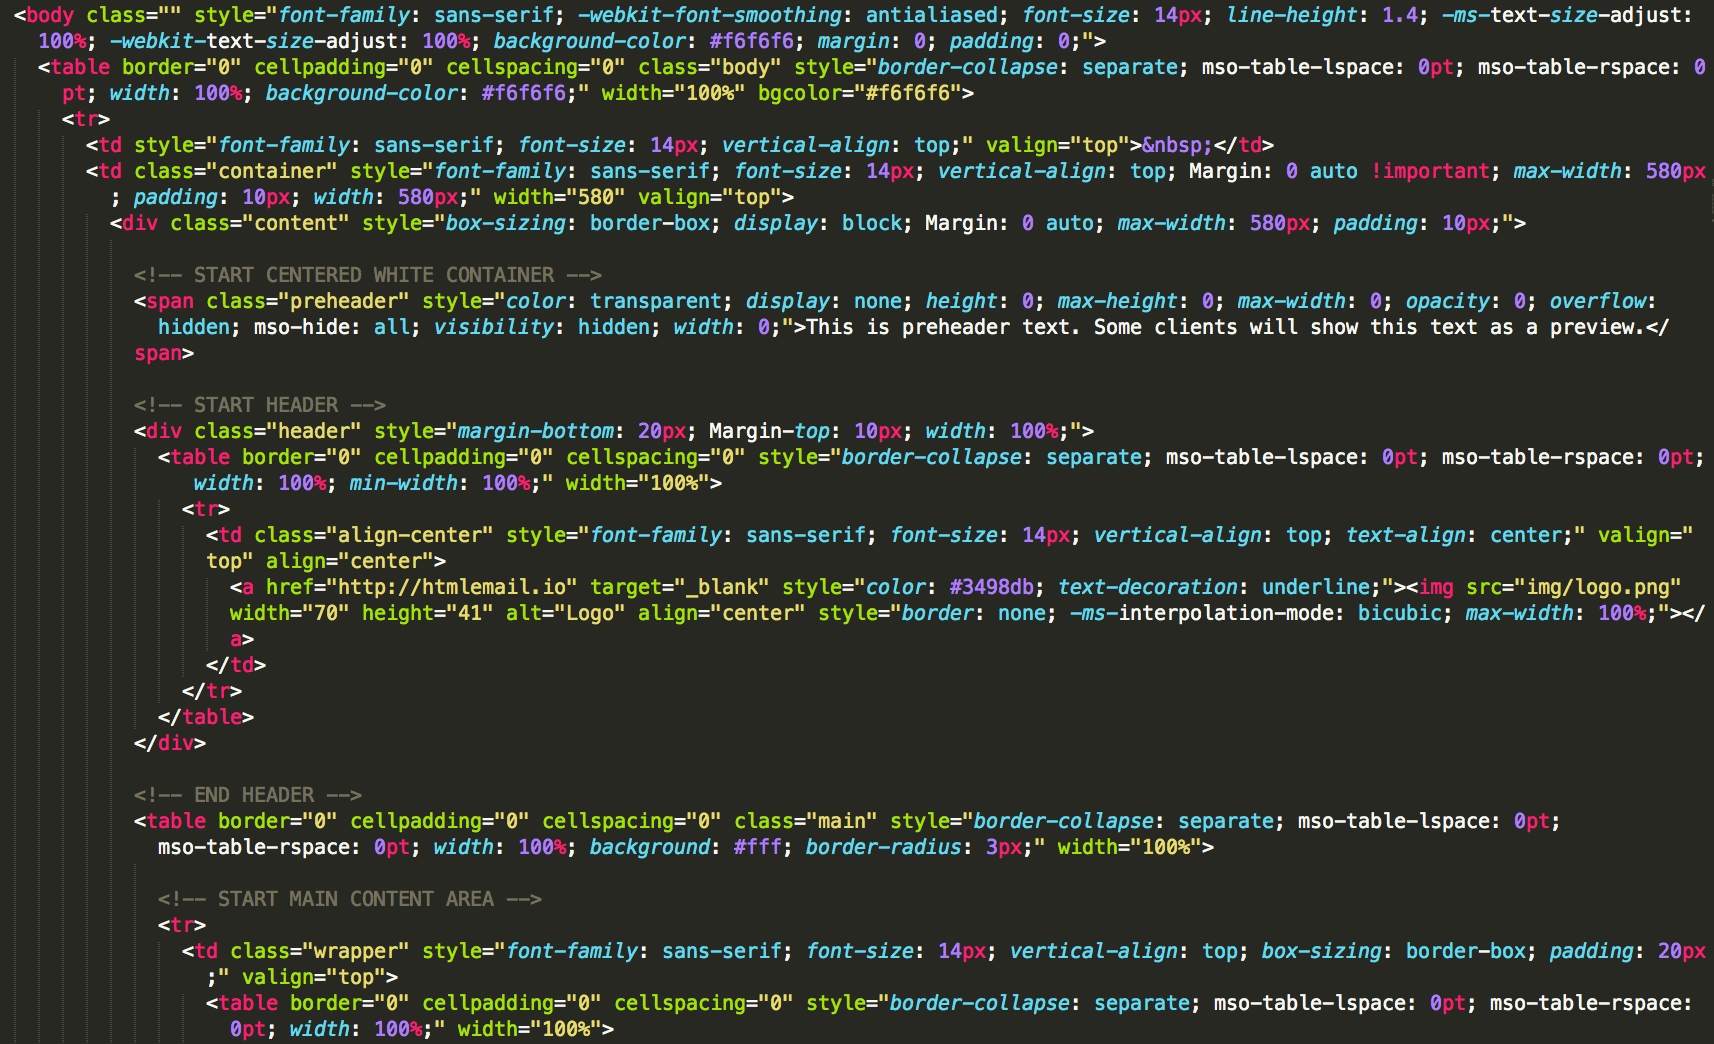 <body class="" style="font-family: sans-serif; -webkit-font-smoothing: antialiased; font-size: 14px; line-height: 1.4; -ms-text-size-adjust:
100%; -webkit-text-size-adjust: 100%; background-color: #f6f6f6; margin: 0; padding: 0;">
<table border="0" cellpadding="0" cellspacing="0" class="body" style="border-collapse: separate; mso-table-lspace: 0pt; mso-table-rspace: 0
pt; width: 100%; background-color: #f6f6f6;" width="100%" bgcolor="#f6f6f6">
<tr>
<td style="font-family: sans-serif; font-size: 14px; vertical-align: top;" valign="top">&nbsp;</td>
<td class="container" style="font-family: sans-serif; font-size: 14px; vertical-align: top; Margin: 0 auto !important; max-width: 580px
; padding: 10px; width: 580px;" width="580" valign="top">
<div class="content" style="box-sizing: border-box; display: block; Margin: 0 auto; max-width: 580px; padding: 10px;">
<!-- START CENTERED WHITE CONTAINER -->
<span class="preheader" style="color: transparent; display: none; height: 0; max-height: 0; max-width: 0; opacity: 0; overflow:
hidden; mso-hide: all; visibility: hidden; width: 0;">This is preheader text. Some clients will show this text as a preview.</
span>
<!-- START HEADER -->
<div class="header" style="margin-bottom: 20px; Margin-top: 10px; width: 100%;">
<table border="0" cellpadding="0" cellspacing="0" style="border-collapse: separate; mso-table-lspace: 0pt; mso-table-rspace: 0pt;
width: 100%; min-width: 100%;" width="100%">
<tr>
<td class="align-center" style="font-family: sans-serif; font-size: 14px; vertical-align: top; text-align: center;" valign="
top" align="center">
<a href="http://htmlemail.io" target="_blank" style="color: #3498db; text-decoration: underline;"><img src="img/logo.png"
width="70" height="41" alt="Logo" align="center" style="border: none; -ms-interpolation-mode: bicubic; max-width: 100%;"></
a>
</td>
</tr>
</table>
</div>
<!-- END HEADER -->
<table border="0" cellpadding="0" cellspacing="0" class="main" style="border-collapse: separate; mso-table-lspace: 0pt;
mso-table-rspace: 0pt; width: 100%; background: #fff; border-radius: 3px;" width="100%">
<!-- START MAIN CONTENT AREA -->
<tr>
<td class="wrapper" style="font-family: sans-serif; font-size: 14px; vertical-align: top; box-sizing: border-box; padding: 20px
;" valign="top">
<table border="0" cellpadding="0" cellspacing="0" style="border-collapse: separate; mso-table-lspace: 0pt; mso-table-rspace:
0pt; width: 100%;" width="100%">